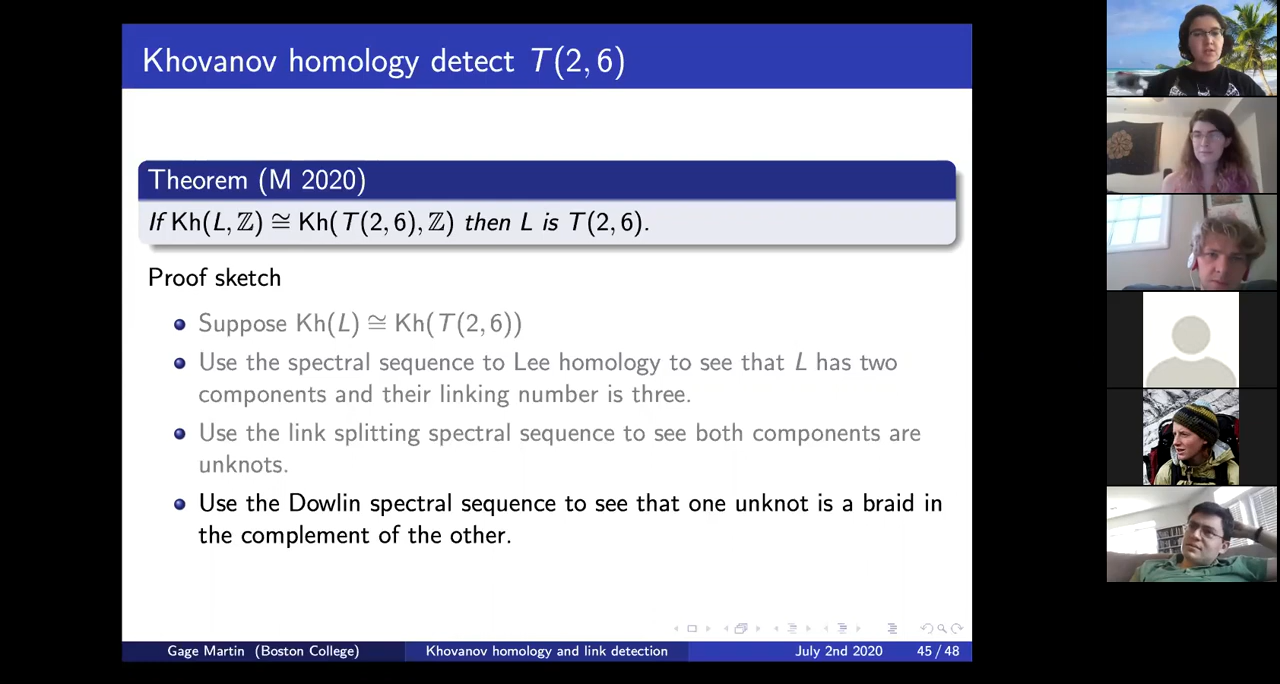 Khovanov homology detect T(2, 6)
Theorem (M 2020)
If Kh(L, ℤ) ≅ Kh(T(2, 6), ℤ) then L is T(2, 6).
Proof sketch
Suppose Kh(L) ≅ Kh(T(2, 6))
Use the spectral sequence to Lee homology to see that L has two
components and their linking number is three.
Use the link splitting spectral sequence to see both components are
unknots.
Use the Dowlin spectral sequence to see that one unknot is a braid in
the complement of the other.
Gage Martin (Boston College) Khovanov homology and link detection July 2nd 2020 45 / 48